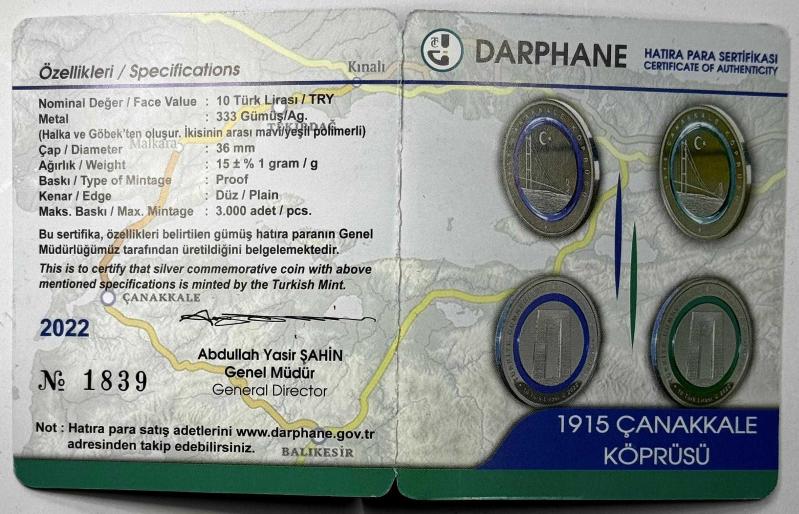 Özellikleri / Specifications
Kınalı
Nominal Değer / Face Value : 10 Türk Lirası / TRY
Metal : 333 Gümüş/Ag.
TEKİRDAĞ
(Halka ve Göbek'ten oluşur. İkisinin arası mavi/yeşil polimerli)
Malkara
Çap / Diameter : 36 mm
Ağırlık / Weight : 15 ± % 1 gram / g
Baskı / Type of Mintage : Proof
Kenar / Edge : Düz / Plain
Maks. Baskı / Max. Mintage : 3.000 adet / pcs.
Bu sertifika, özellikleri belirtilen gümüş hatıra paranın Genel
Müdürlüğümüz tarafından üretildiğini belgelemektedir.
This is to certify that silver commemorative coin with above
mentioned specifications is minted by the Turkish Mint.
ÇANAKKALE
2022
Abdullah Yasir ŞAHİN
Genel Müdür
General Director
№ 1839
Not : Hatıra para satış adetlerini www.darphane.gov.tr
adresinden takip edebilirsiniz.
BALIKESİR
DARPHANE
HATIRA PARA SERTİFİKASI
CERTIFICATE OF AUTHENTICITY
1915 ÇANAKKALE
KÖPRÜSÜ